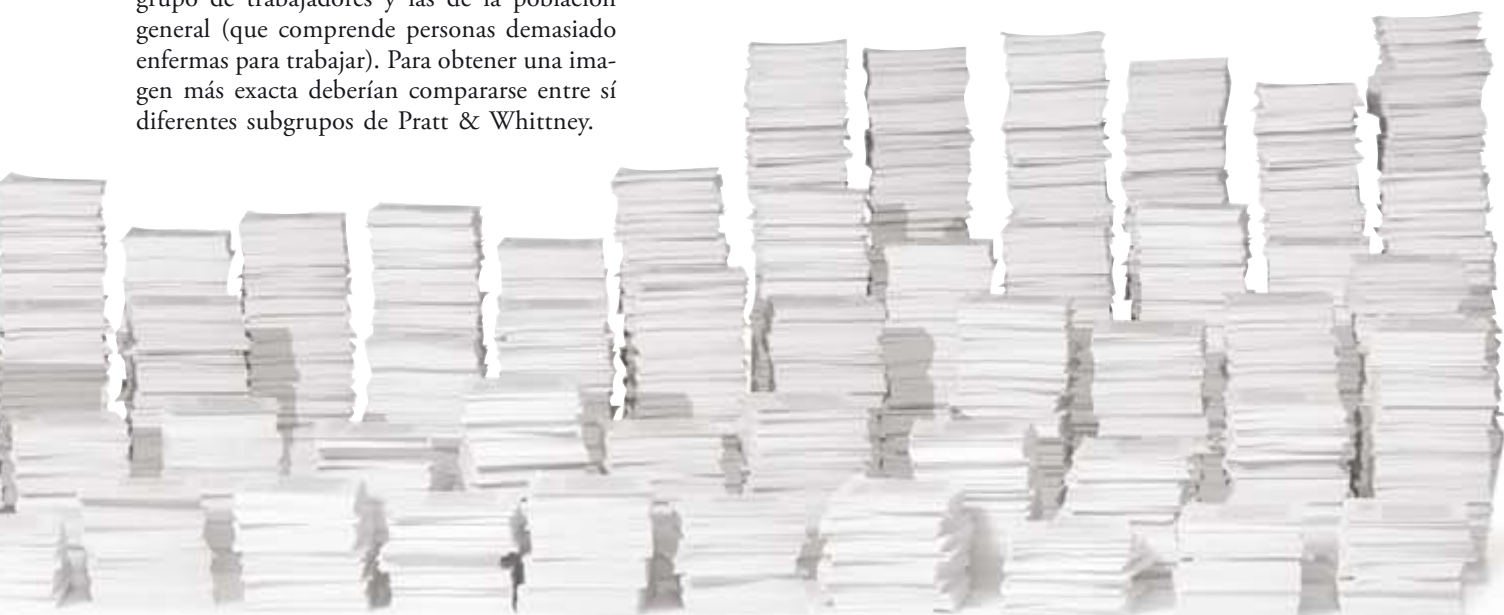 grupo de trabajadores y las de la población
general (que comprende personas demasiado
enfermas para trabajar). Para obtener una ima-
gen más exacta deberían compararse entre sí
diferentes subgrupos de Pratt & Whittney.